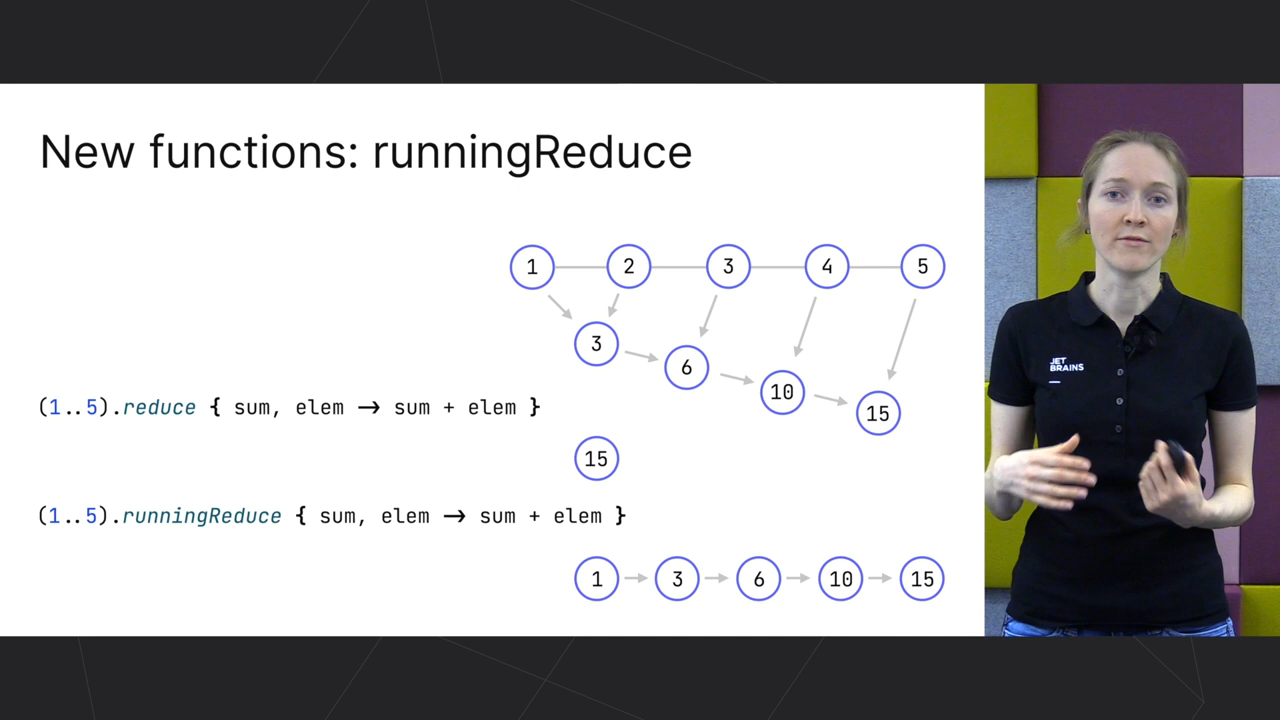 New functions: runningReduce
1 2 3 4 5
3
6
10
15
(1..5).reduce { sum, elem → sum + elem }
15
(1..5).runningReduce { sum, elem → sum + elem }
1 3 6 10 15
JET
BRAINS